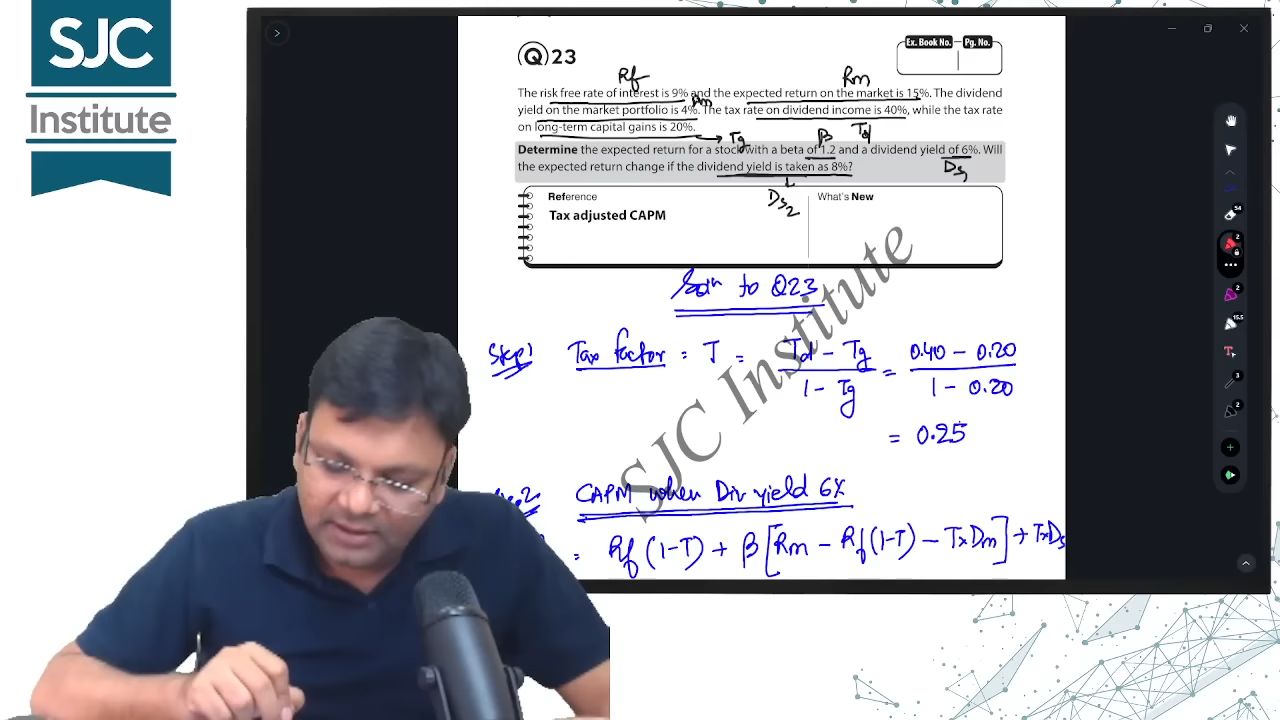 SJC
Institute
Q 23
Ex. Book No. – Pg. No.
Rf
Rm
The risk free rate of interest is 9% and the expected return on the market is 15%. The dividend
Dm
yield on the market portfolio is 4%. The tax rate on dividend income is 40%, while the tax rate
on long-term capital gains is 20%.
→ Tg
β
Td
Determine the expected return for a stock with a beta of 1.2 and a dividend yield of 6%. Will
the expected return change if the dividend yield is taken as 8%?
Ds1
Ds2
Reference
What's New
Tax adjusted CAPM
SJC Institute
Soln to Q23
Step1 Tax factor = T = Td - Tg / 1 - Tg = 0.40 - 0.20 / 1 - 0.20
= 0.25
CAPM when Div yield 6%
= Rf (1-T) + β [Rm - Rf (1-T) - TxDm] + TxDs